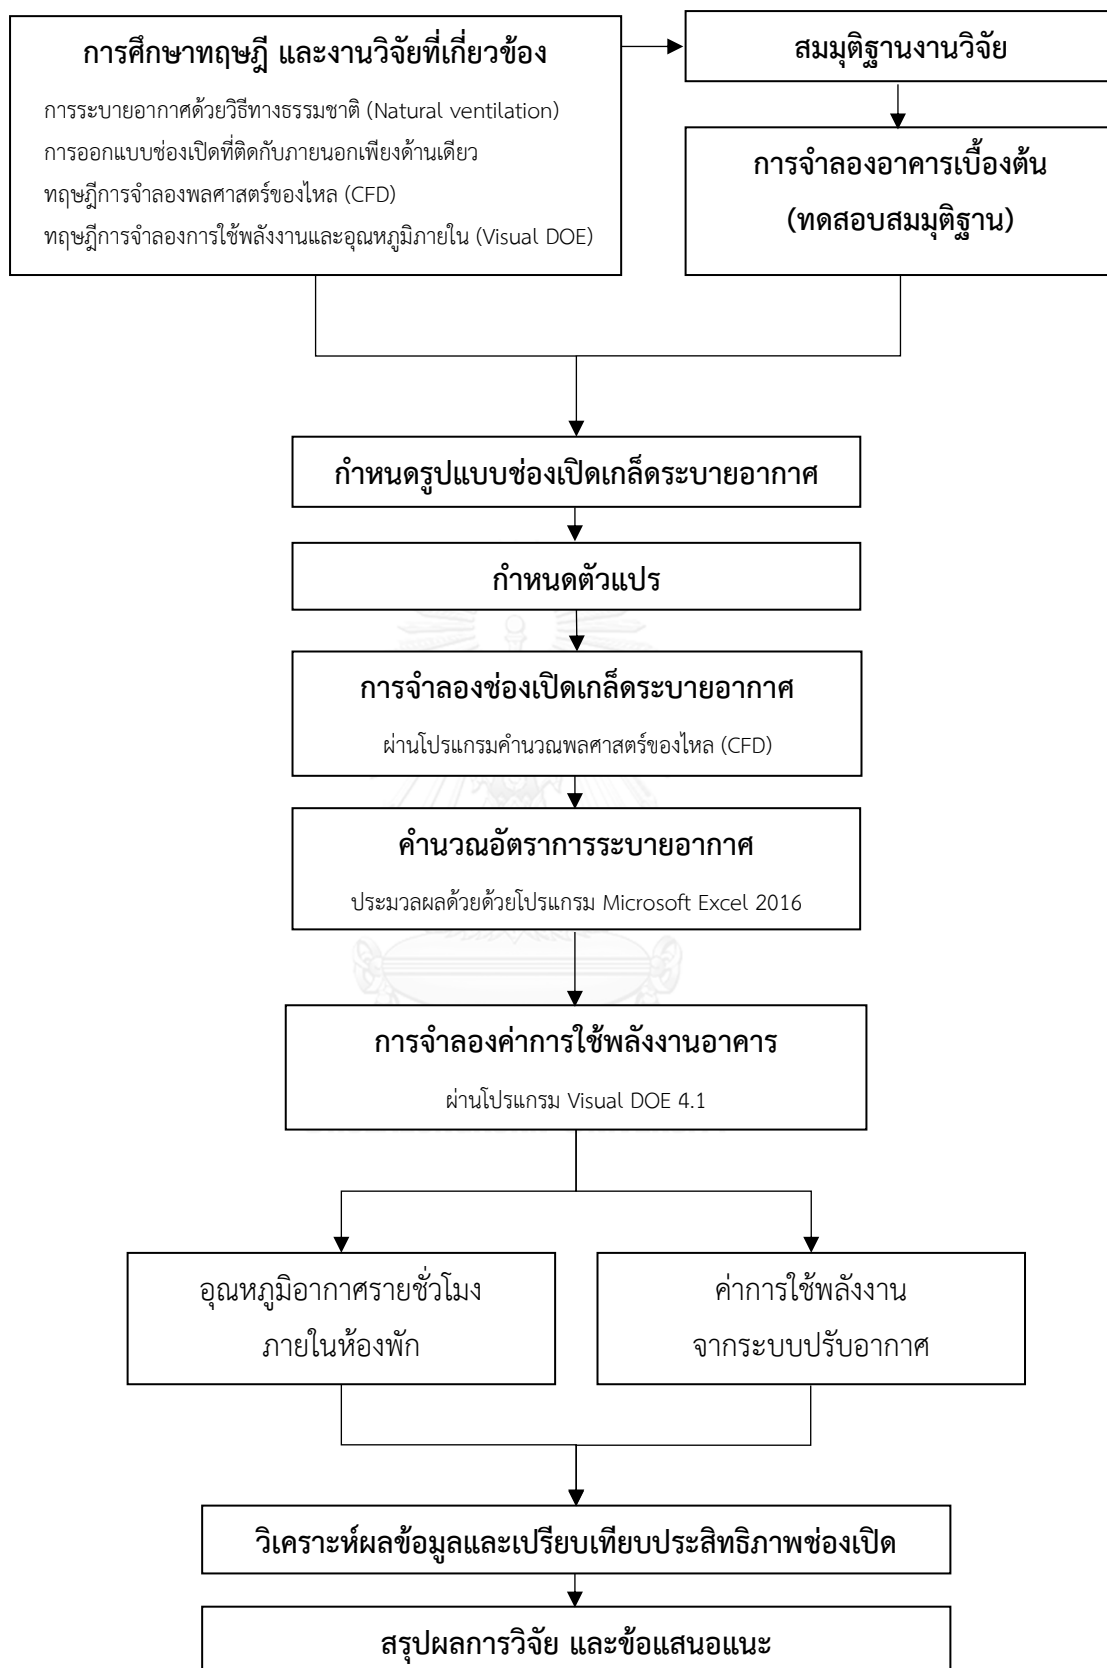 การศึกษาทฤษฎี และงานวิจัยที่เกี่ยวข้อง
การระบายอากาศด้วยวิธีทางธรรมชาติ (Natural ventilation)
การออกแบบช่องเปิดที่ติดกับภายนอกเพียงด้านเดียว
ทฤษฎีการจำลองพลศาสตร์ของไหล (CFD)
ทฤษฎีการจำลองการใช้พลังงานและอุณหภูมิภายใน (Visual DOE)
สมมุติฐานงานวิจัย
การจำลองอาคารเบื้องต้น
(ทดสอบสมมุติฐาน)
กำหนดรูปแบบช่องเปิดเกล็ดระบายอากาศ
กำหนดตัวแปร
การจำลองช่องเปิดเกล็ดระบายอากาศ
ผ่านโปรแกรมคำนวณพลศาสตร์ของไหล (CFD)
คำนวณอัตราการระบายอากาศ
ประมวลผลด้วยด้วยโปรแกรม Microsoft Excel 2016
การจำลองค่าการใช้พลังงานอาคาร
ผ่านโปรแกรม Visual DOE 4.1
อุณหภูมิอากาศรายชั่วโมง
ภายในห้องพัก
ค่าการใช้พลังงาน
จากระบบปรับอากาศ
วิเคราะห์ผลข้อมูลและเปรียบเทียบประสิทธิภาพช่องเปิด
สรุปผลการวิจัย และข้อแสนอแนะ